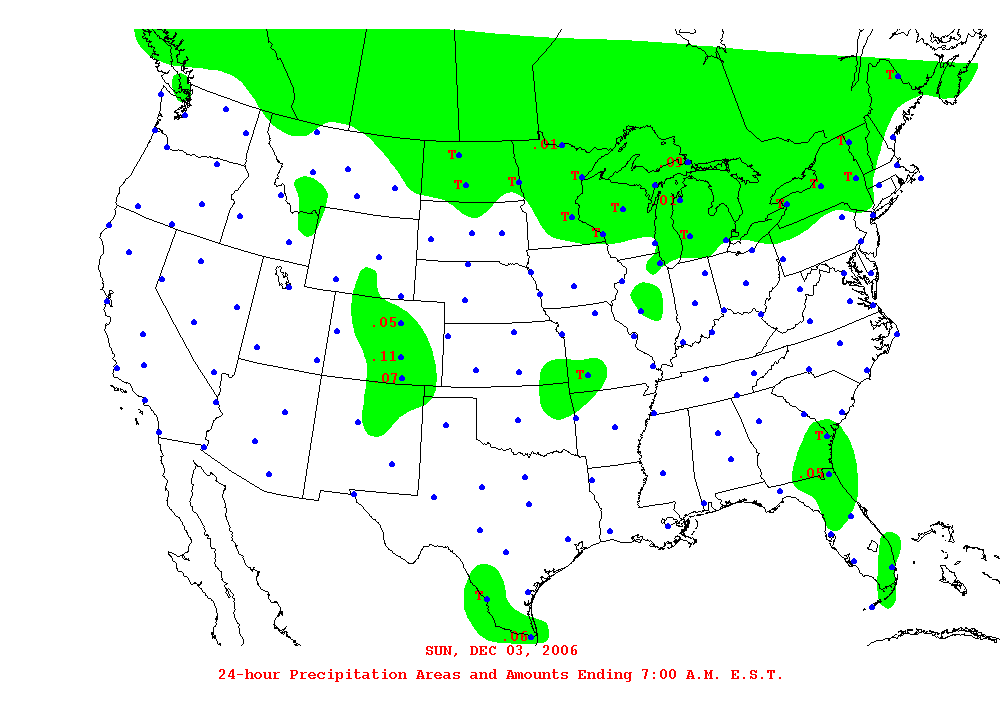 T
T
.01
.09
T
T
T
T
T
T
.01
T
T
T
T
.05
.11
T
.07
T
.05
T
.06
SUN, DEC 03, 2006
24-hour Precipitation Areas and Amounts Ending 7:00 A.M. E.S.T.